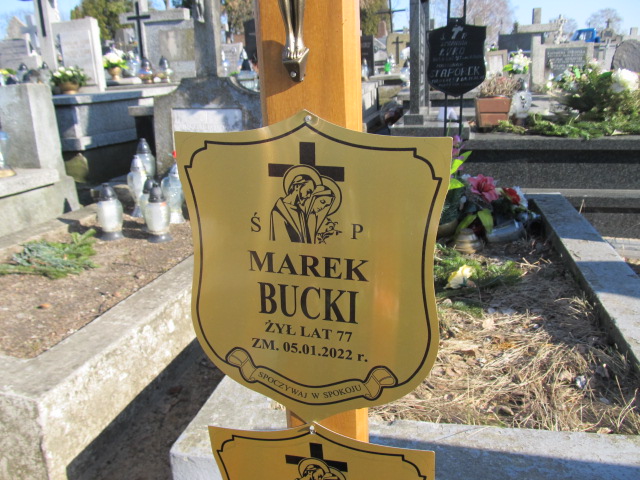 Ś P
MAREK
BUCKI
ŻYŁ LAT 77
ZM. 05.01.2022 r.
SPOCZYWAJ W SPOKOJU